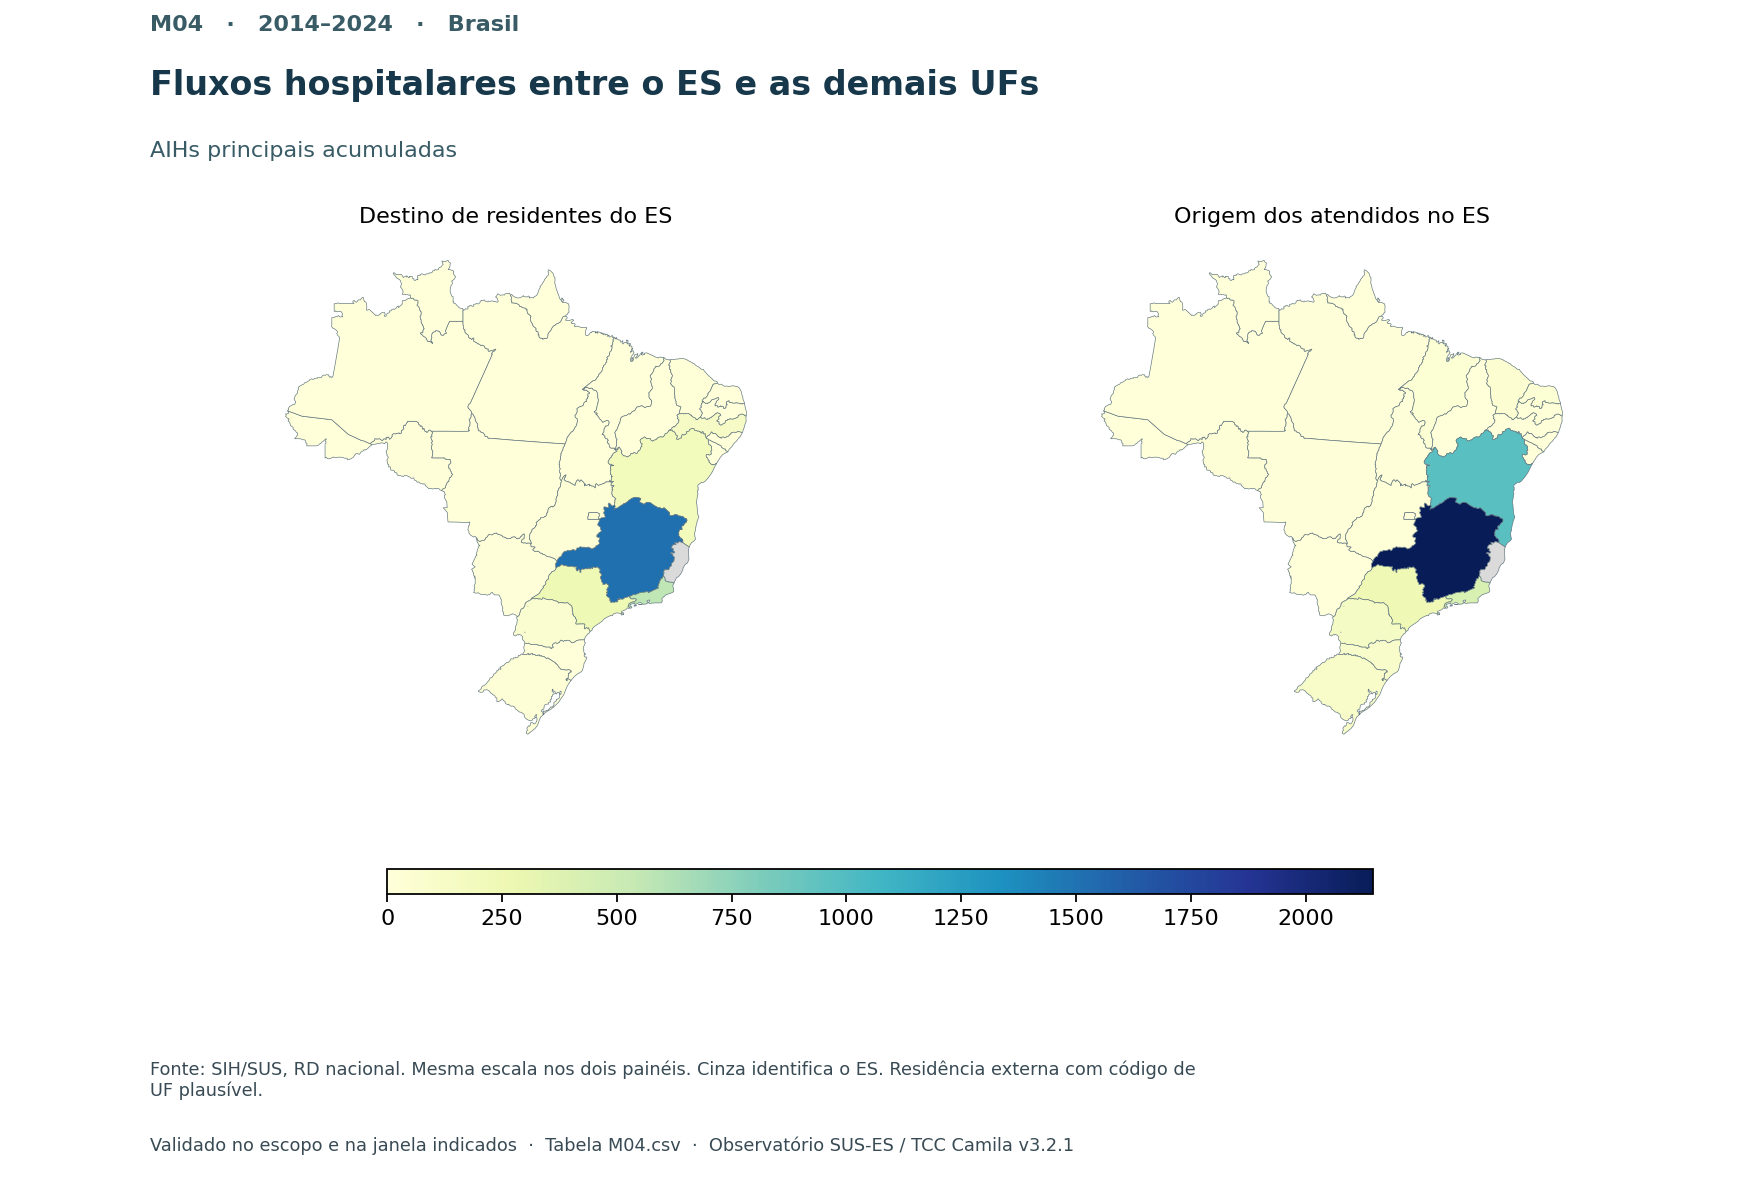 M04 · 2014–2024 · Brasil
Fluxos hospitalares entre o ES e as demais UFs
AIHs principais acumuladas
Destino de residentes do ES
Origem dos atendidos no ES
0 250 500 750 1000 1250 1500 1750 2000
Fonte: SIH/SUS, RD nacional. Mesma escala nos dois painéis. Cinza identifica o ES. Residência externa com código de
UF plausível.
Validado no escopo e na janela indicados · Tabela M04.csv · Observatório SUS-ES / TCC Camila v3.2.1